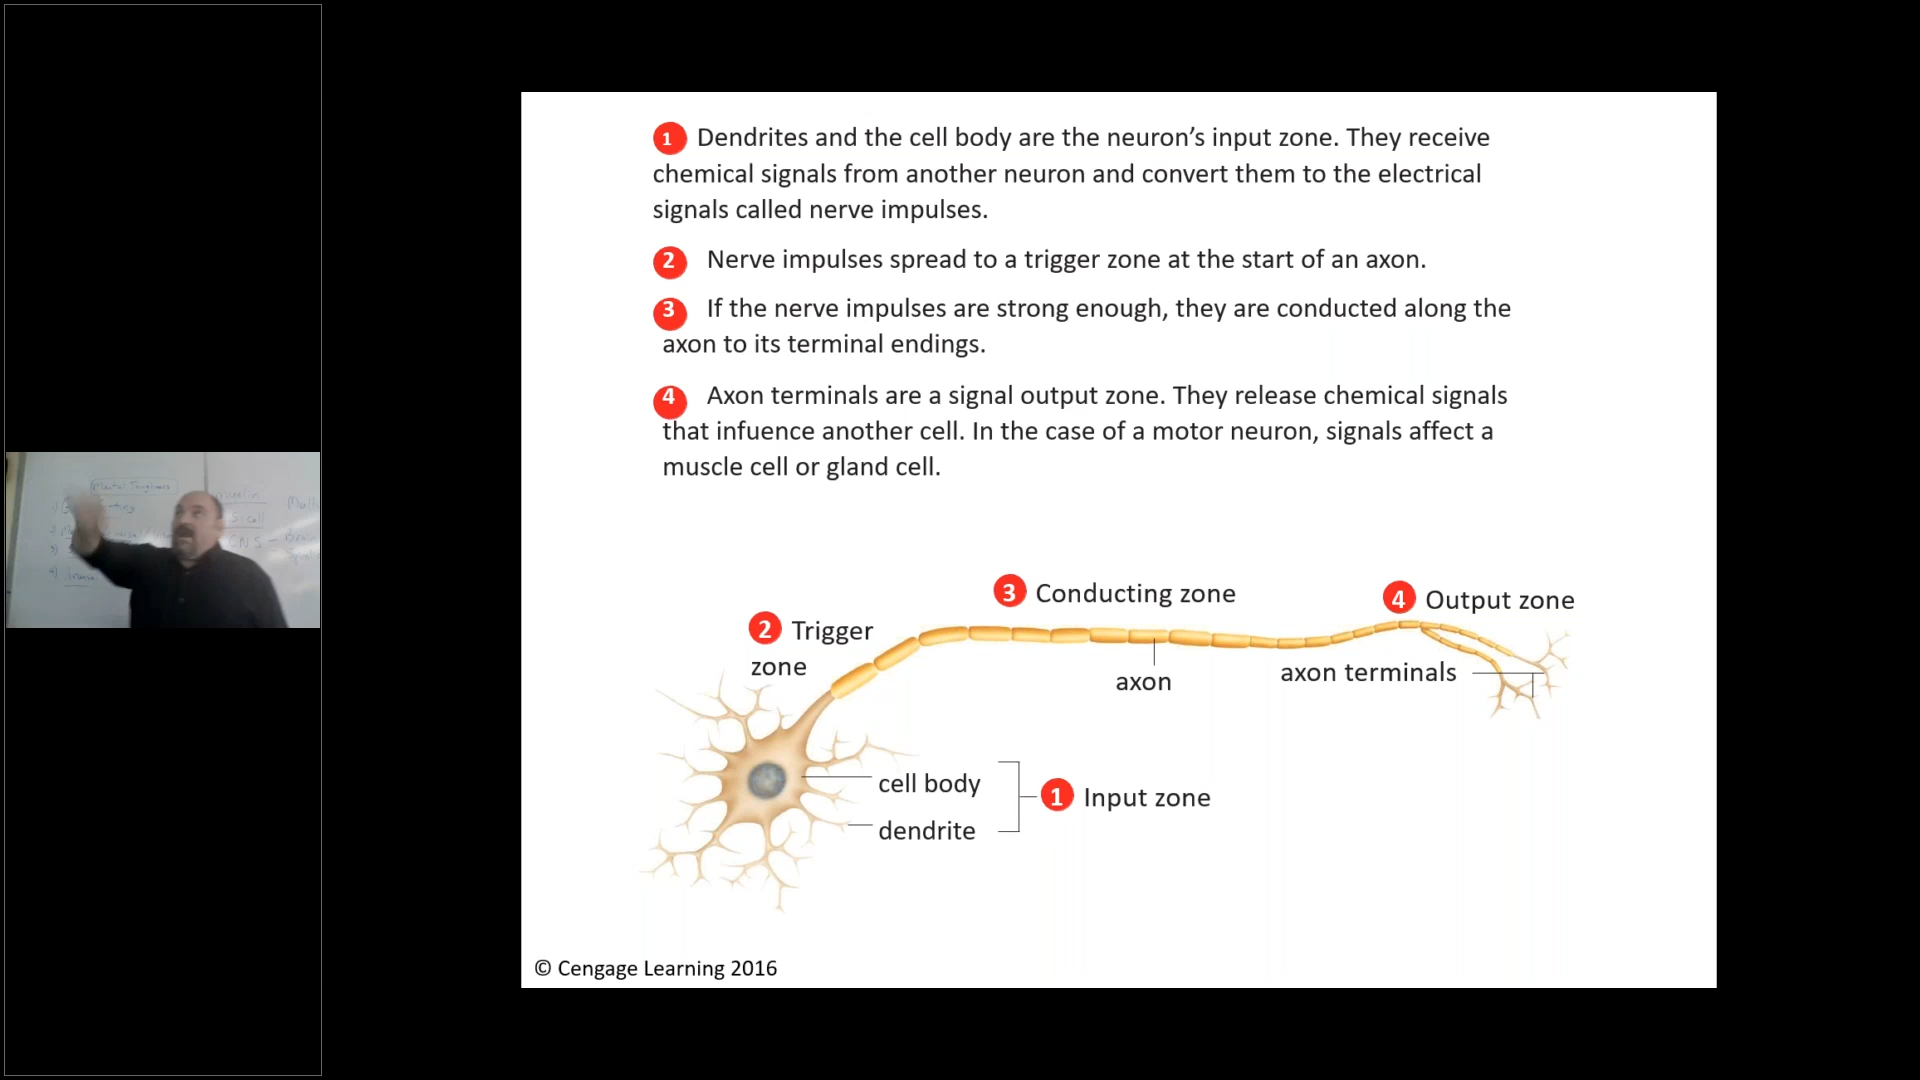 Mental Toughness
CNS
1 Dendrites and the cell body are the neuron’s input zone. They receive
chemical signals from another neuron and convert them to the electrical
signals called nerve impulses.
2 Nerve impulses spread to a trigger zone at the start of an axon.
3 If the nerve impulses are strong enough, they are conducted along the
axon to its terminal endings.
4 Axon terminals are a signal output zone. They release chemical signals
that infuence another cell. In the case of a motor neuron, signals affect a
muscle cell or gland cell.
3 Conducting zone
4 Output zone
2 Trigger
zone
axon terminals
axon
cell body
1 Input zone
dendrite
© Cengage Learning 2016